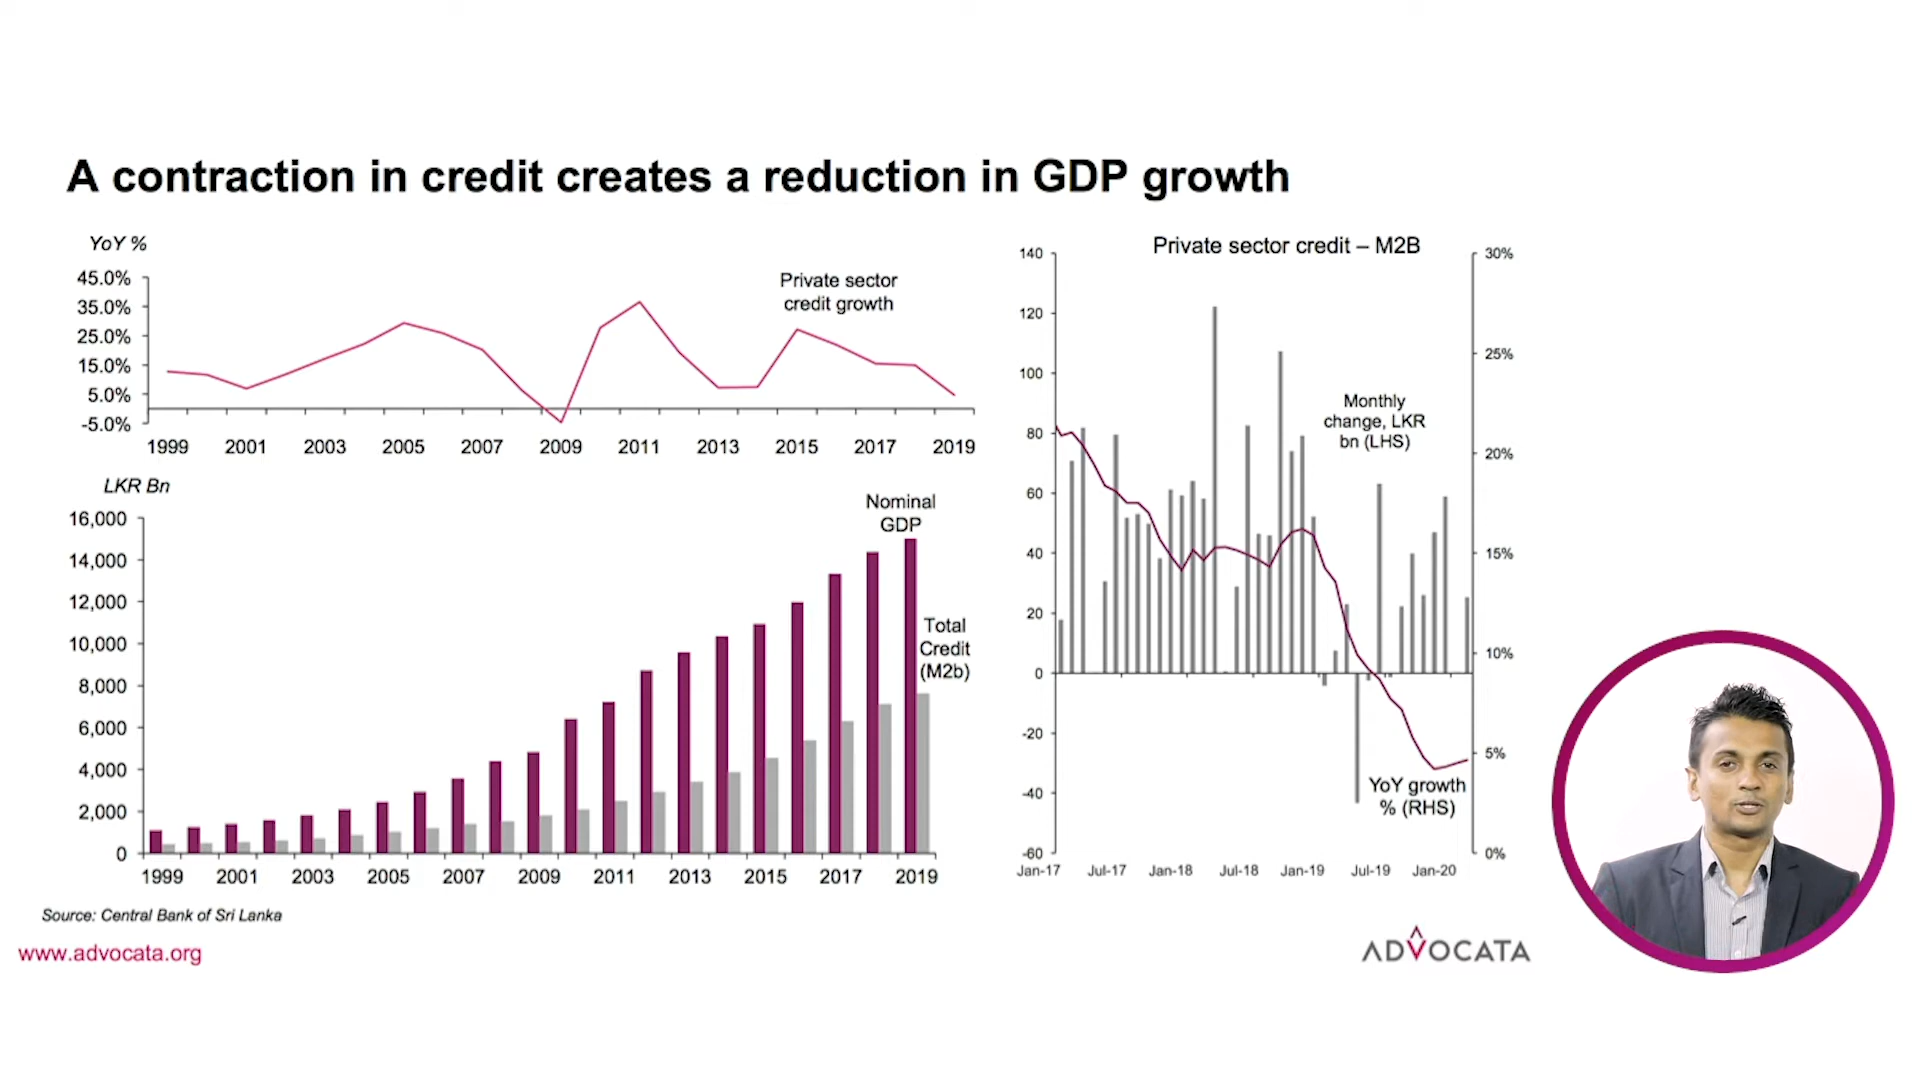 A contraction in credit creates a reduction in GDP growth
YoY %
45.0%
35.0%
25.0%
15.0%
5.0%
-5.0%
Private sector
credit growth
1999 2001 2003 2005 2007 2009 2011 2013 2015 2017 2019
LKR Bn
16,000
14,000
12,000
10,000
8,000
6,000
4,000
2,000
0
Nominal
GDP
Total
Credit
(M2b)
1999 2001 2003 2005 2007 2009 2011 2013 2015 2017 2019
Source: Central Bank of Sri Lanka
www.advocata.org
Private sector credit – M2B
140
120
100
80
60
40
20
0
-20
-40
-60
Monthly
change, LKR
bn (LHS)
YoY growth
% (RHS)
30%
25%
20%
15%
10%
5%
0%
Jan-17 Jul-17 Jan-18 Jul-18 Jan-19 Jul-19 Jan-20
ADVOCATA